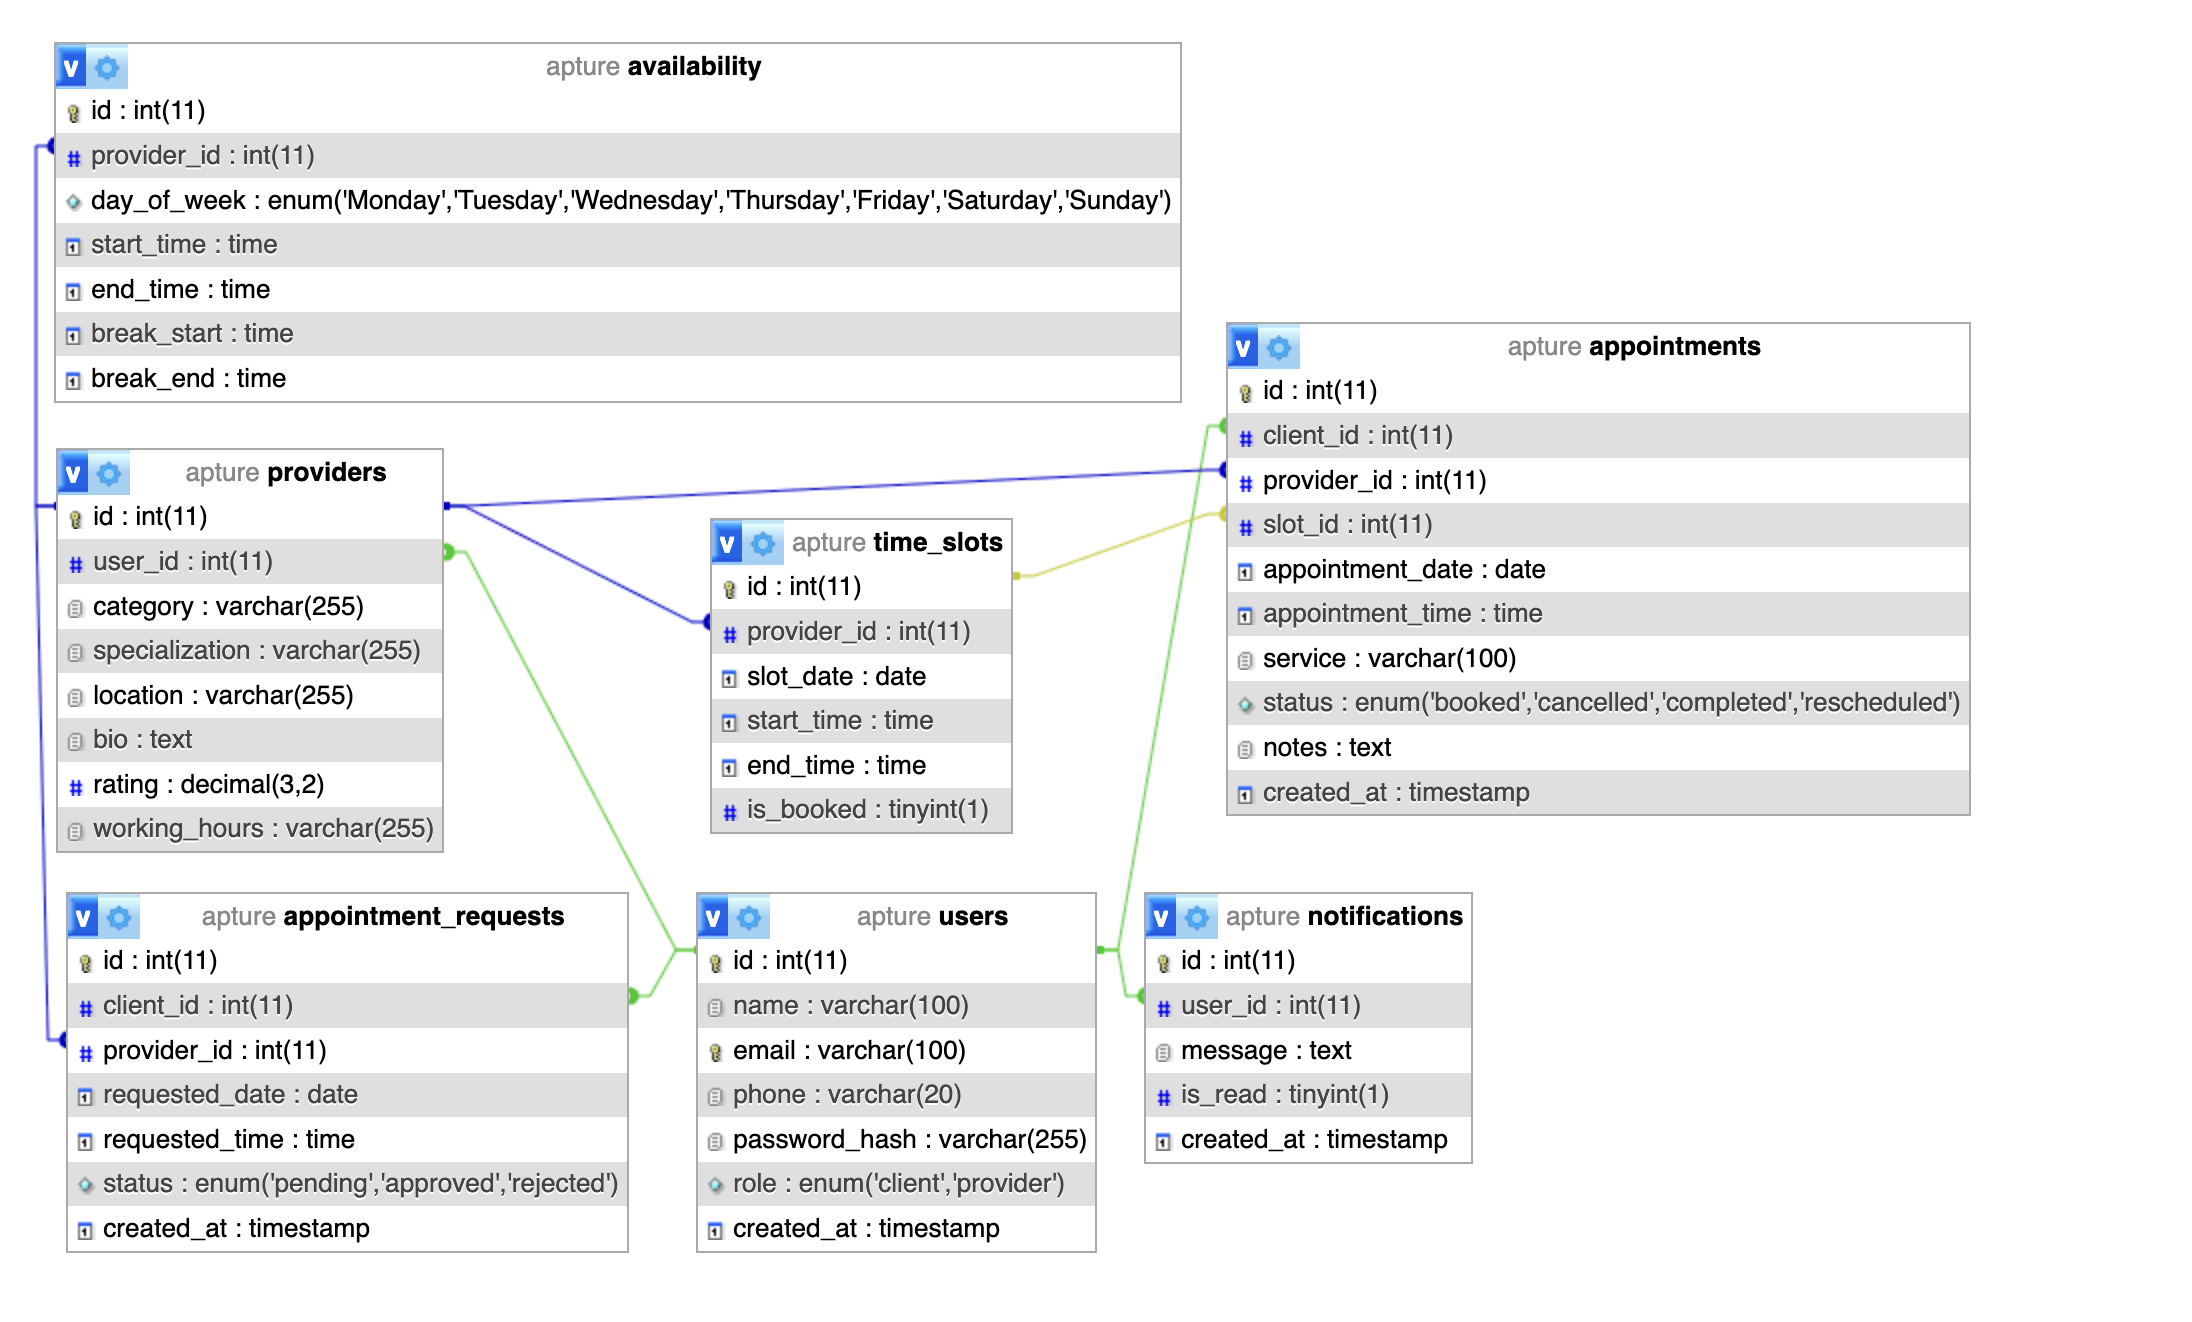 v apture availability
id : int(11)
provider_id : int(11)
day_of_week : enum('Monday','Tuesday','Wednesday','Thursday','Friday','Saturday','Sunday')
start_time : time
end_time : time
break_start : time
break_end : time
v apture providers
id : int(11)
user_id : int(11)
category : varchar(255)
specialization : varchar(255)
location : varchar(255)
bio : text
rating : decimal(3,2)
working_hours : varchar(255)
v apture time_slots
id : int(11)
provider_id : int(11)
slot_date : date
start_time : time
end_time : time
is_booked : tinyint(1)
v apture appointments
id : int(11)
client_id : int(11)
provider_id : int(11)
slot_id : int(11)
appointment_date : date
appointment_time : time
service : varchar(100)
status : enum('booked','cancelled','completed','rescheduled')
notes : text
created_at : timestamp
v apture appointment_requests
id : int(11)
client_id : int(11)
provider_id : int(11)
requested_date : date
requested_time : time
status : enum('pending','approved','rejected')
created_at : timestamp
v apture users
id : int(11)
name : varchar(100)
email : varchar(100)
phone : varchar(20)
password_hash : varchar(255)
role : enum('client','provider')
created_at : timestamp
v apture notifications
id : int(11)
user_id : int(11)
message : text
is_read : tinyint(1)
created_at : timestamp